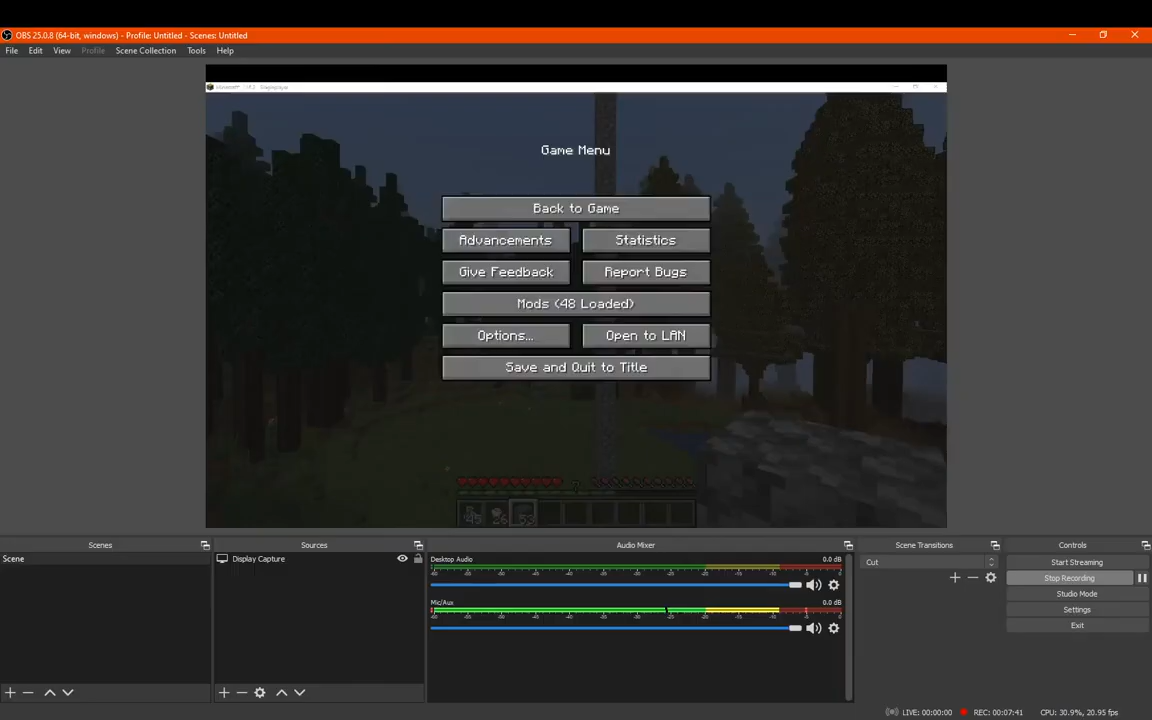 OBS 25.0.8 (64-bit, windows) - Profile: Untitled - Scenes: Untitled
File Edit View Profile Scene Collection Tools Help
Game Menu
Back to Game
Advancements Statistics
Give Feedback Report Bugs
Mods (48 Loaded)
Options... Open to LAN
Save and Quit to Title
45 26 53
Scenes Sources Audio Mixer Scene Transitions Controls
Scene
Display Capture
Desktop Audio 0.0 dB
Mic/Aux 0.0 dB
Cut
Start Streaming
Stop Recording
Studio Mode
Settings
Exit
LIVE: 00:00:00 REC: 00:07:41 CPU: 30.9%, 20.95 fps